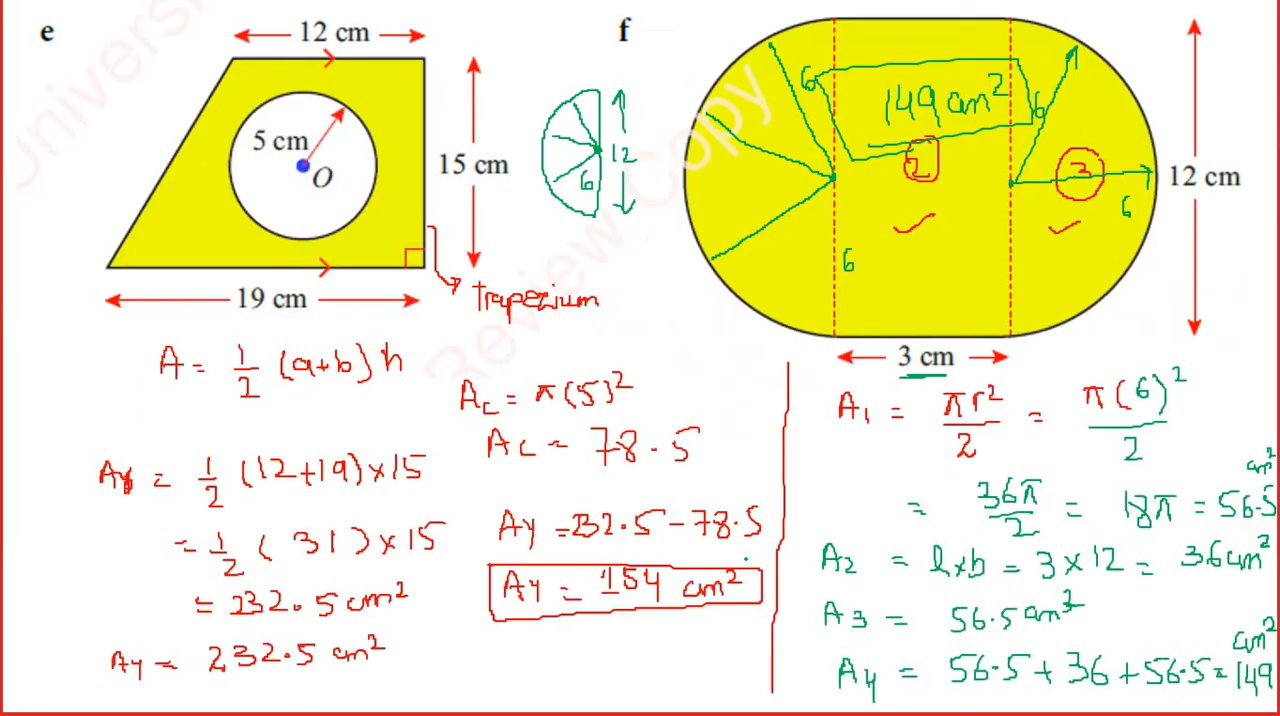 e
12 cm
5 cm
O
15 cm
19 cm
Trapezium
12
6
A = 1/2 (a+b) h
Ay = 1/2 (12+19) × 15
= 1/2 (31) × 15
= 232.5 cm²
Ay = 232.5 cm²
Ac = π(5)²
Ac = 78.5
Ay = 232.5 - 78.5
Ay = 154 cm²
f
6
149 cm²
6
2
3
6
6
12 cm
3 cm
A1 = πr²/2 = π(6)²/2
= 36π/2 = 18π = 56.5 cm²
A2 = l×b = 3 × 12 = 36 cm²
A3 = 56.5 cm²
Ay = 56.5 + 36 + 56.5 = 149 cm²
Universi
Review Copy